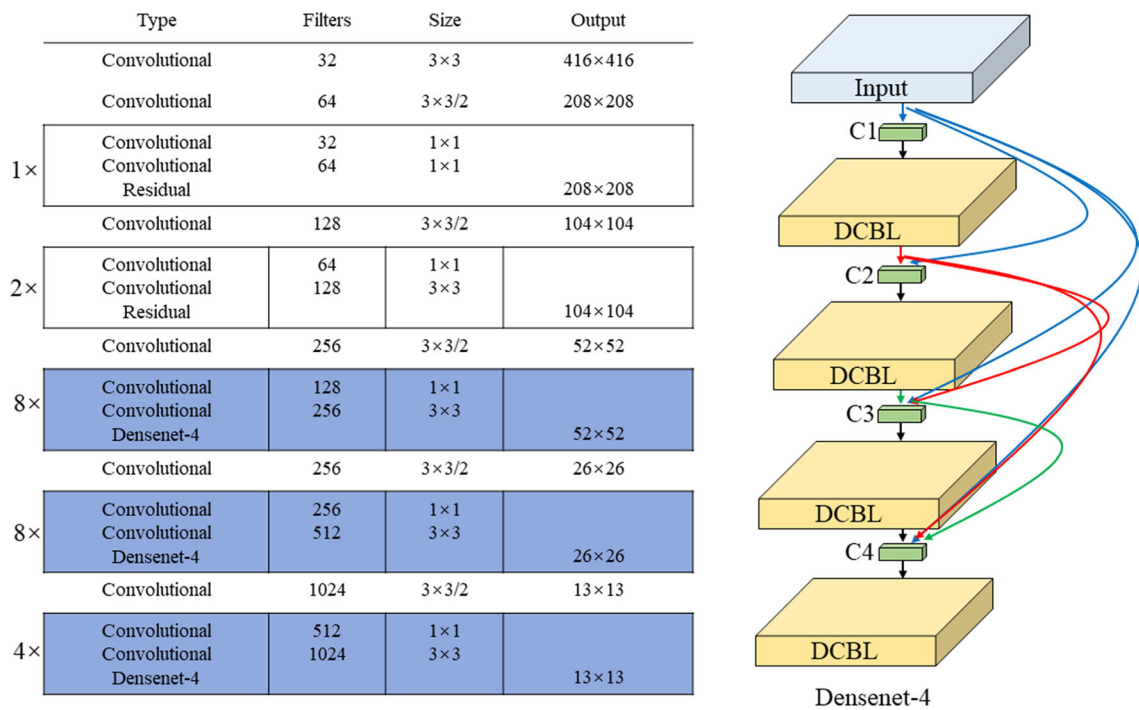 Type Filters Size Output
Convolutional 32 3×3 416×416
Convolutional 64 3×3/2 208×208
1×
Convolutional 32 1×1
Convolutional 64 1×1
Residual 208×208
Convolutional 128 3×3/2 104×104
2×
Convolutional 64 1×1
Convolutional 128 3×3
Residual 104×104
Convolutional 256 3×3/2 52×52
8×
Convolutional 128 1×1
Convolutional 256 3×3
Densenet-4 52×52
Convolutional 256 3×3/2 26×26
8×
Convolutional 256 1×1
Convolutional 512 3×3
Densenet-4 26×26
Convolutional 1024 3×3/2 13×13
4×
Convolutional 512 1×1
Convolutional 1024 3×3
Densenet-4 13×13
Input
C1
DCBL
C2
DCBL
C3
DCBL
C4
DCBL
Densenet-4